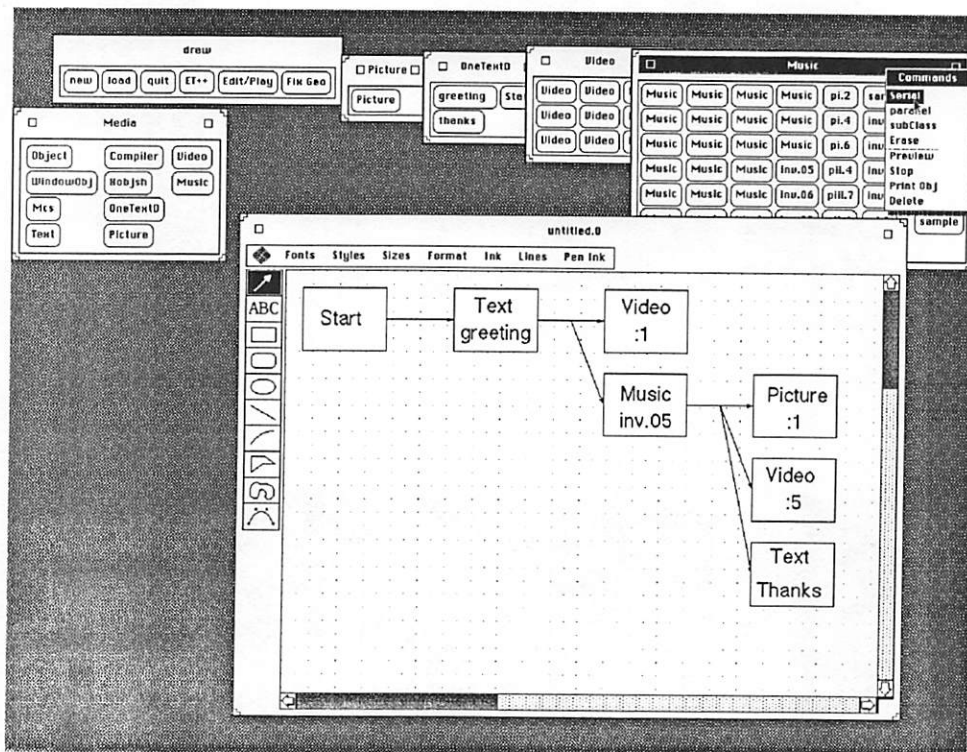 draw
new load quit ET++ Edit/Play Fix Geo
Picture
Picture
OneTextD
greeting
thanks
Video
Video Video
Video Video
Video Video
Music
Music Music Music Music pi.2
Music Music Music Music pi.4
Music Music Music Music pi.6
Music Music Music Inv.05 pil.4
Music Music Music Inv.06 pill.7
sample
Commands
Serial
parallel
subClass
Erase
Preview
Stop
Print Obj
Delete
Media
Object Compiler Video
WindowObj Hobjsh Music
Mcs OneTextD
Text Picture
untitled.0
Fonts Styles Sizes Format Ink Lines Pen Ink
ABC
Start
Text
greeting
Video
:1
Music
inv.05
Picture
:1
Video
:5
Text
Thanks